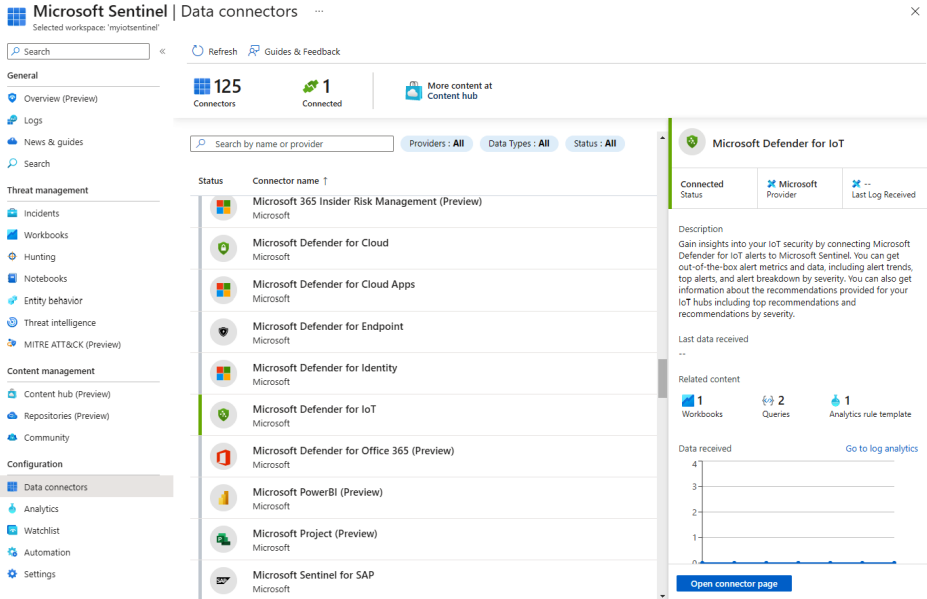 Microsoft Sentinel | Data connectors ...
Selected workspace: 'myiotsentinel'
Search
«
General
Overview (Preview)
Logs
News & guides
Search
Threat management
Incidents
Workbooks
Hunting
Notebooks
Entity behavior
Threat intelligence
MITRE ATT&CK (Preview)
Content management
Content hub (Preview)
Repositories (Preview)
Community
Configuration
Data connectors
Analytics
Watchlist
Automation
Settings
Refresh
Guides & Feedback
125
Connectors
1
Connected
More content at
Content hub
Search by name or provider
Providers : All
Data Types : All
Status : All
Status
Connector name ↑
Microsoft 365 Insider Risk Management (Preview)
Microsoft
Microsoft Defender for Cloud
Microsoft
Microsoft Defender for Cloud Apps
Microsoft
Microsoft Defender for Endpoint
Microsoft
Microsoft Defender for Identity
Microsoft
Microsoft Defender for IoT
Microsoft
Microsoft Defender for Office 365 (Preview)
Microsoft
Microsoft PowerBI (Preview)
Microsoft
Microsoft Project (Preview)
Microsoft
SAP
Microsoft Sentinel for SAP
Microsoft
Microsoft Defender for IoT
Connected
Status
Microsoft
Provider
--
Last Log Received
Description
Gain insights into your IoT security by connecting Microsoft
Defender for IoT alerts to Microsoft Sentinel. You can get
out-of-the-box alert metrics and data, including alert trends,
top alerts, and alert breakdown by severity. You can also get
information about the recommendations provided for your
IoT hubs including top recommendations and
recommendations by severity.
Last data received
--
Related content
1
Workbooks
2
Queries
1
Analytics rule template
Data received
Go to log analytics
4
3
2
1
0
Open connector page